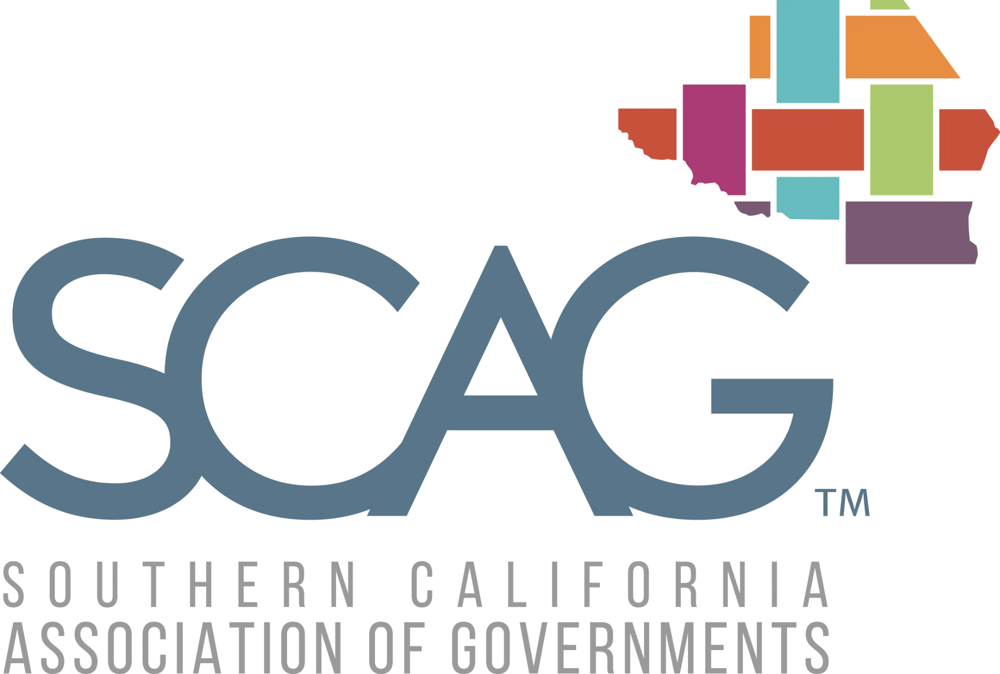 SCAG™
SOUTHERN CALIFORNIA
ASSOCIATION OF GOVERNMENTS